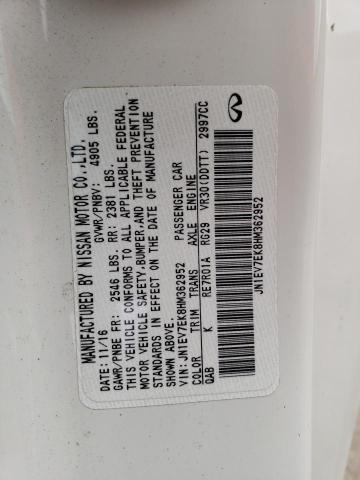 MANUFACTURED BY NISSAN MOTOR CO.,LTD.
DATE: 11/16 GVWR/PNBV: 4905 LBS.
GAWR/PNBE FR: 2546 LBS. RR: 2381 LBS.
THIS VEHICLE CONFORMS TO ALL APPLICABLE FEDERAL
MOTOR VEHICLE SAFETY,BUMPER,AND THEFT PREVENTION
STANDARDS IN EFFECT ON THE DATE OF MANUFACTURE
SHOWN ABOVE.
VIN: JN1EV7EK8HM362952 PASSENGER CAR
COLOR TRIM TRANS AXLE ENGINE
QAB K RE7R01A RG29 VR30(DDTT) 2997CC
JN1EV7EK8HM362952